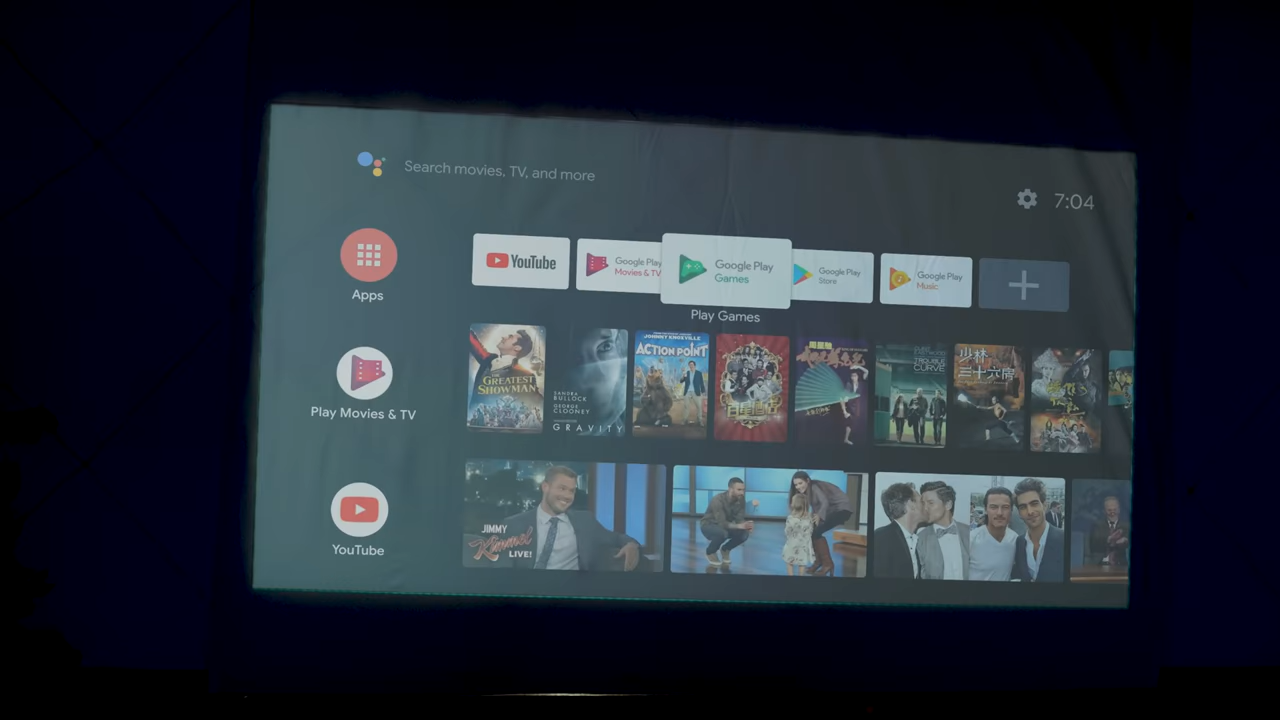 Search movies, TV, and more
7:04
Apps
YouTube
Google Play
Movies & TV
Google Play
Games
Google Play
Store
Google Play
Music
Play Games
Play Movies & TV
THE
GREATEST
SHOWMAN
SANDRA
BULLOCK
GEORGE
CLOONEY
GRAVITY
JOHNNY KNOXVILLE
ACTION POINT
TROUBLE
CURVE
少林
三十六房
YouTube
JIMMY
Kimmel
LIVE!